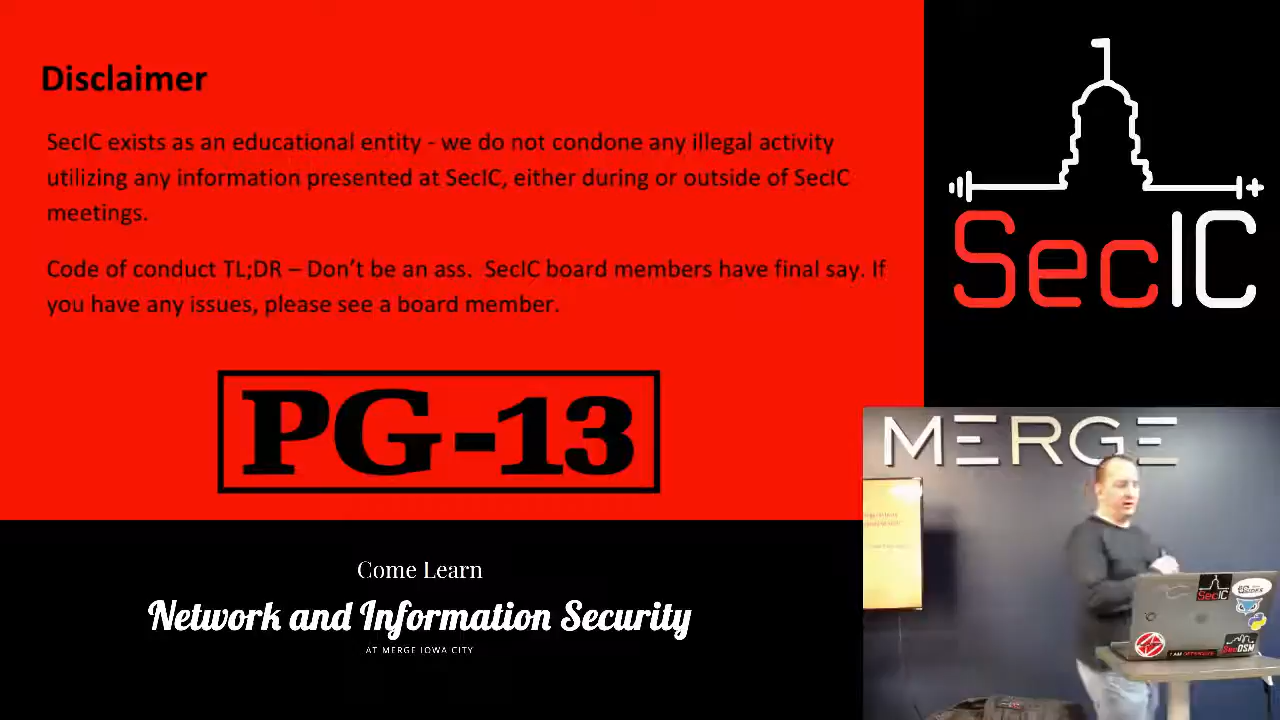 Disclaimer
SecIC exists as an educational entity - we do not condone any illegal activity
utilizing any information presented at SecIC, either during or outside of SecIC
meetings.
Code of conduct TL;DR – Don't be an ass.  SecIC board members have final say. If
you have any issues, please see a board member.
PG-13
Come Learn
Network and Information Security
AT MERGE IOWA CITY
SecIC
MERGE
SecIC
SecDSM